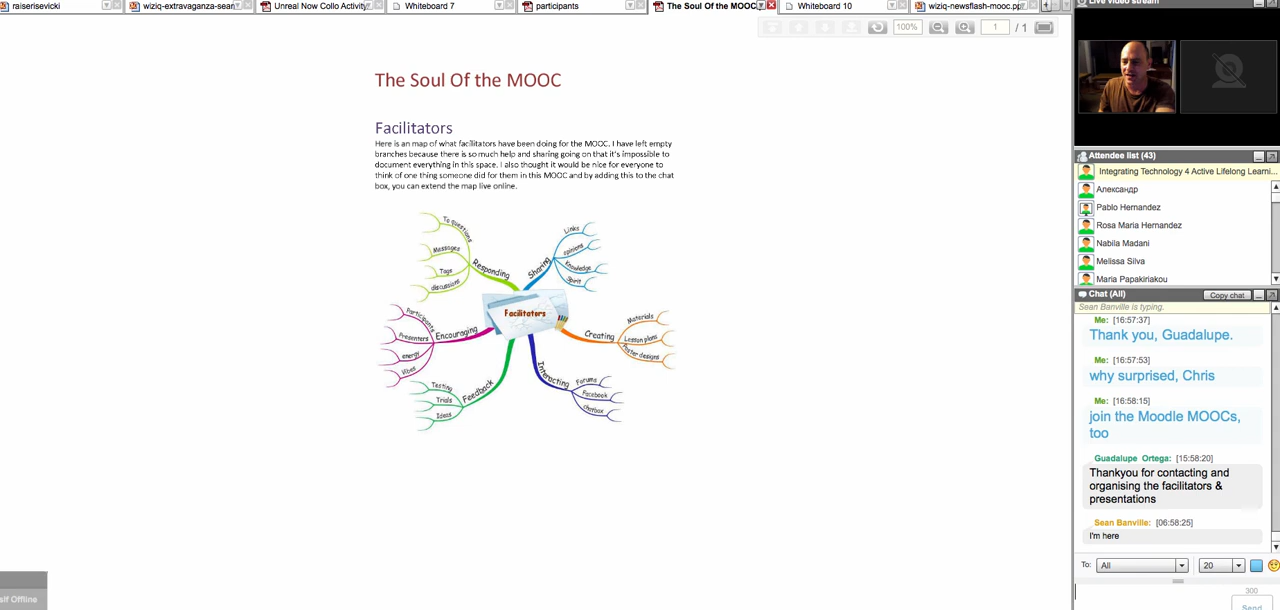 raiserisevicki
wiziq-extravaganza-sean
Unreal Now Collo Activity
Whiteboard 7
participants
The Soul Of the MOOC
Whiteboard 10
wiziq-newsflash-mooc.pp
100%
1
/ 1
Live video stream
The Soul Of the MOOC
Facilitators
Here is an map of what facilitators have been doing for the MOOC. I have left empty
branches because there is so much help and sharing going on that it's impossible to
document everything in this space. I also thought it would be nice for everyone to
think of one thing someone did for them in this MOOC and by adding this to the chat
box, you can extend the map live online.
To questions
Messages
Tags
discussions
Responding
Sharing
Links
opinions
Knowledge
Spirit
Facilitators
Participants
Presenters
energy
Vibes
Encouraging
Creating
Materials
Lesson plans
Poster designs
Testing
Trials
Ideas
Feedback
Interacting
Forums
Facebook
chatbox
Attendee list (43)
Integrating Technology 4 Active Lifelong Learni...
Александр
Pablo Hernandez
Rosa Maria Hernandez
Nabila Madani
Melissa Silva
Maria Papakiriakou
Chat (All)
Copy chat
Sean Banville is typing.
Me: [16:57:37]
Thank you, Guadalupe.
Me: [16:57:53]
why surprised, Chris
Me: [16:58:15]
join the Moodle MOOCs,
too
Guadalupe Ortega: [15:58:20]
Thankyou for contacting and
organising the facilitators &
presentations
Sean Banville: [06:58:25]
I'm here
To:
All
20
300
Send
slf Offline